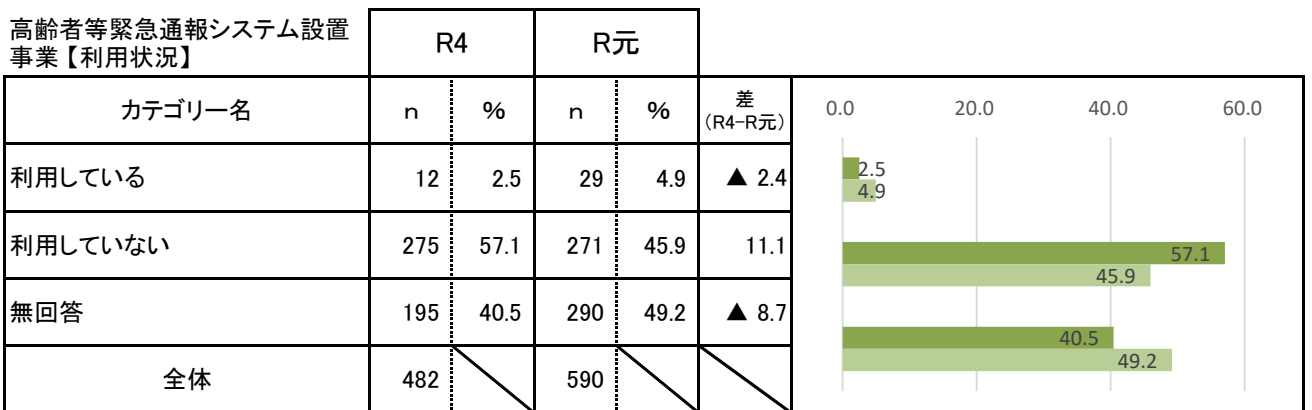 高齢者等緊急通報システム設置
事業【利用状況】
R4 R元
カテゴリー名 n % n % 差
（R4-R元）
利用している 12 2.5 29 4.9 ▲ 2.4
利用していない 275 57.1 271 45.9 11.1
無回答 195 40.5 290 49.2 ▲ 8.7
全体 482 590
0.0 20.0 40.0 60.0
2.5
4.9
57.1
45.9
40.5
49.2